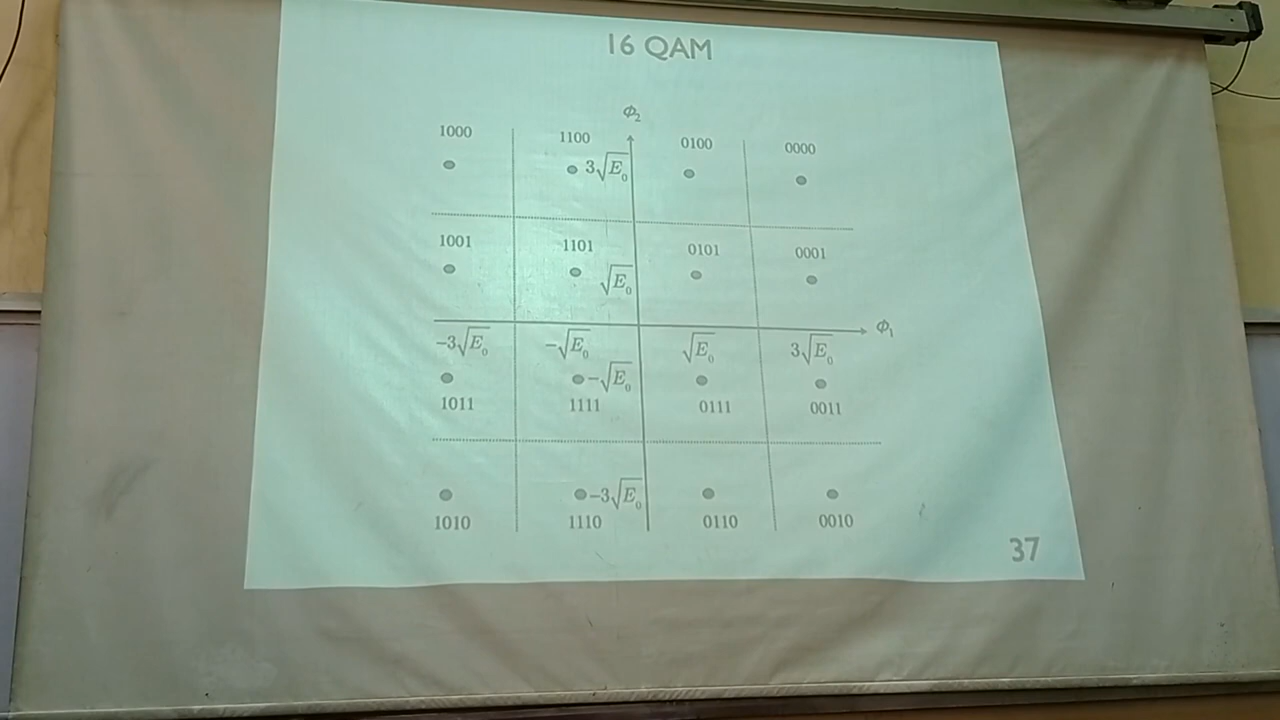 16 QAM
Φ₂
1000 1100 0100 0000
3√E₀
1001 1101 0101 0001
√E₀
Φ₁
−3√E₀ −√E₀ √E₀ 3√E₀
−√E₀
1011 1111 0111 0011
−3√E₀
1010 1110 0110 0010
37